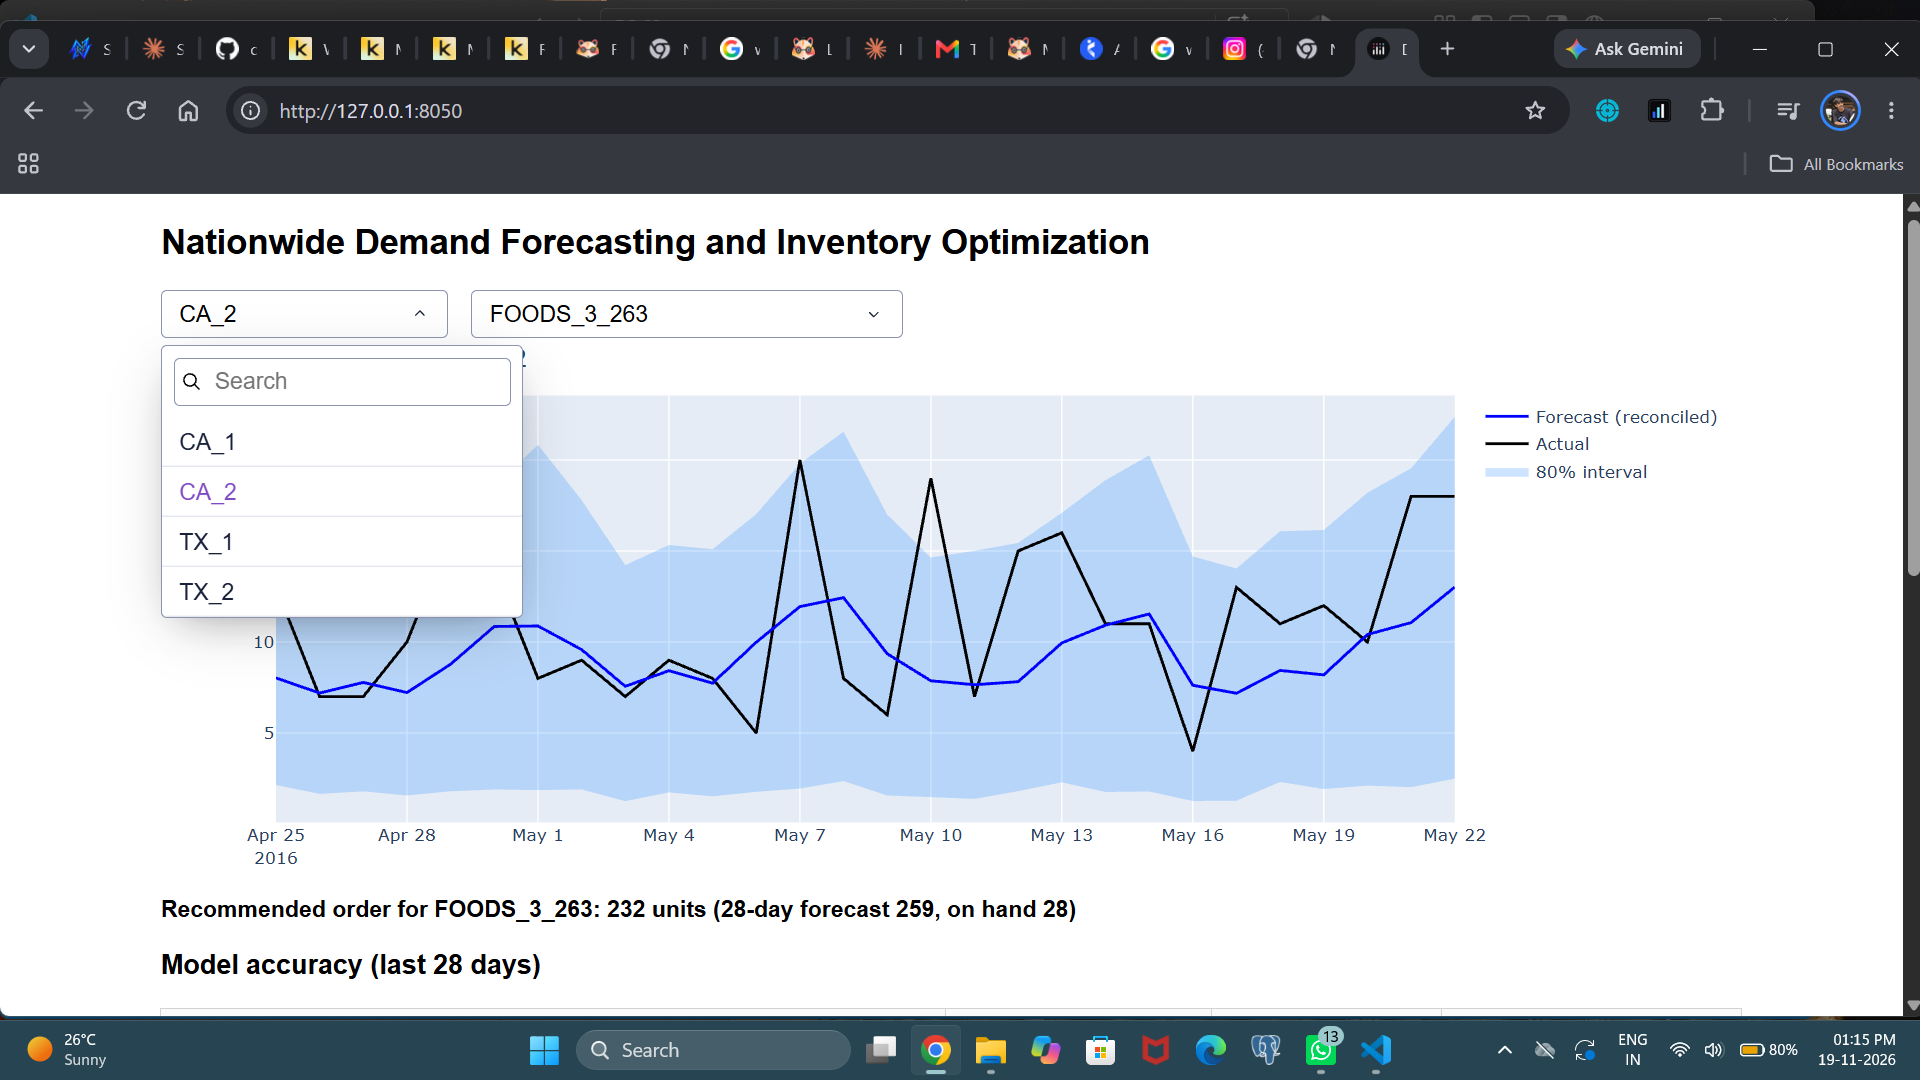 Ask Gemini
http://127.0.0.1:8050
All Bookmarks
Nationwide Demand Forecasting and Inventory Optimization
CA_2
FOODS_3_263
Search
CA_1
CA_2
TX_1
TX_2
Forecast (reconciled)
Actual
80% interval
10
5
Apr 25
2016
Apr 28
May 1
May 4
May 7
May 10
May 13
May 16
May 19
May 22
Recommended order for FOODS_3_263: 232 units (28-day forecast 259, on hand 28)
Model accuracy (last 28 days)
26°C
Sunny
Search
13
ENG
IN
80%
01:15 PM
19-11-2026